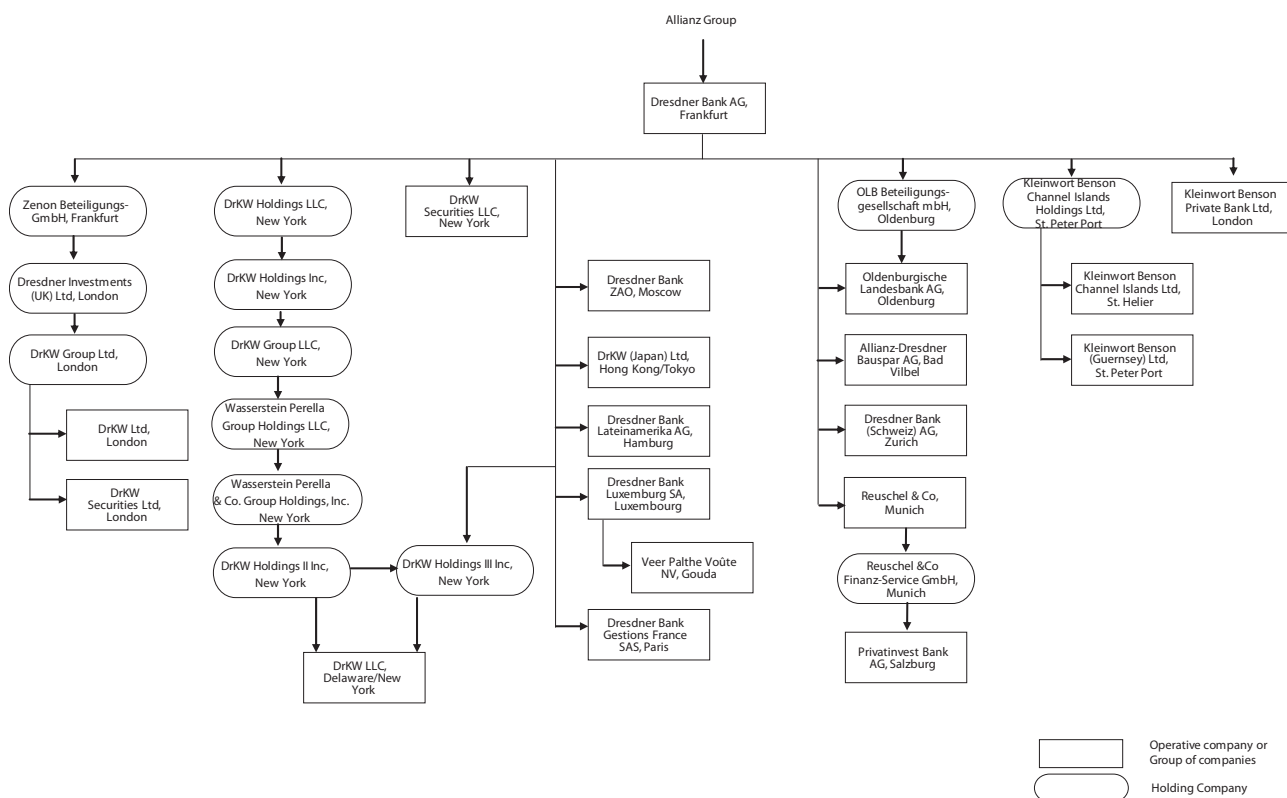 Allianz Group
Dresdner Bank AG,
Frankfurt
Zenon Beteiligungs-
GmbH, Frankfurt
Dresdner Investments
(UK) Ltd, London
DrKW Group Ltd,
London
DrKW Ltd,
London
DrKW
Securities Ltd,
London
DrKW Holdings LLC,
New York
DrKW Holdings Inc,
New York
DrKW Group LLC,
New York
Wasserstein Perella
Group Holdings LLC,
New York
Wasserstein Perella
& Co. Group Holdings, Inc.
New York
DrKW Holdings II Inc,
New York
DrKW Holdings III Inc,
New York
DrKW LLC,
Delaware/New
York
DrKW
Securities LLC,
New York
Dresdner Bank
ZAO, Moscow
DrKW (Japan) Ltd,
Hong Kong/Tokyo
Dresdner Bank
Lateinamerika AG,
Hamburg
Dresdner Bank
Luxemburg SA,
Luxembourg
Veer Palthe Voûte
NV, Gouda
Dresdner Bank
Gestions France
SAS, Paris
OLB Beteiligungs-
gesellschaft mbH,
Oldenburg
Oldenburgische
Landesbank AG,
Oldenburg
Allianz-Dresdner
Bauspar AG, Bad
Vilbel
Dresdner Bank
(Schweiz) AG,
Zurich
Reuschel & Co,
Munich
Reuschel &Co
Finanz-Service GmbH,
Munich
Privatinvest Bank
AG, Salzburg
Kleinwort Benson
Channel Islands
Holdings Ltd,
St. Peter Port
Kleinwort Benson
Channel Islands Ltd,
St. Helier
Kleinwort Benson
(Guernsey) Ltd,
St. Peter Port
Kleinwort Benson
Private Bank Ltd,
London
Operative company or
Group of companies
Holding Company